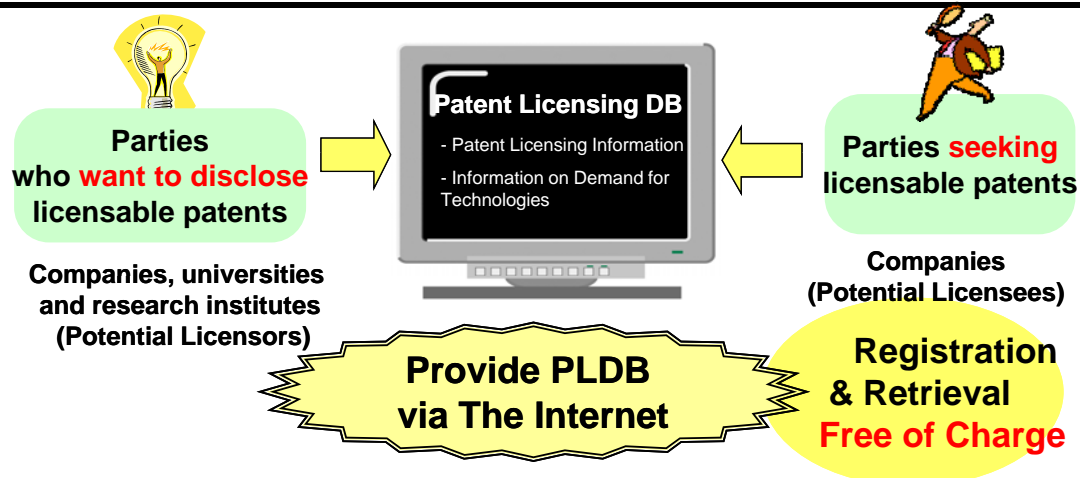 Parties
who want to disclose
licensable patents
Companies, universities
and research institutes
(Potential Licensors)
Patent Licensing DB
- Patent Licensing Information
- Information on Demand for
Technologies
Parties seeking
licensable patents
Companies
(Potential Licensees)
Provide PLDB
via The Internet
Registration
& Retrieval
Free of Charge